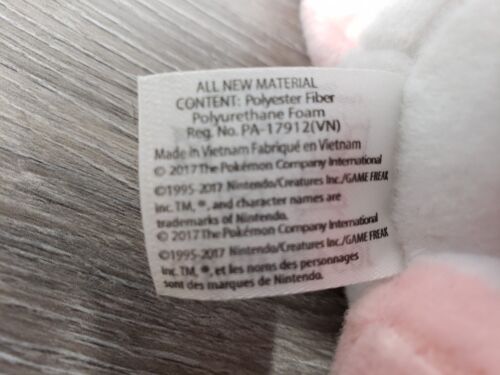 ALL NEW MATERIAL
CONTENT: Polyester Fiber
Polyurethane Foam
Reg. No. PA-17912(VN)
Made in Vietnam Fabriqué en Vietnam
© 2017 The Pokémon Company International
©1995-2017 Nintendo/Creatures Inc./GAME FREAK
inc. TM, ®, and character names are
trademarks of Nintendo.
© 2017 The Pokémon Company International
©1995-2017 Nintendo/Creatures Inc./GAME FREAK
inc. TM, ®, et les noms des personnages
sont des marques de Nintendo.